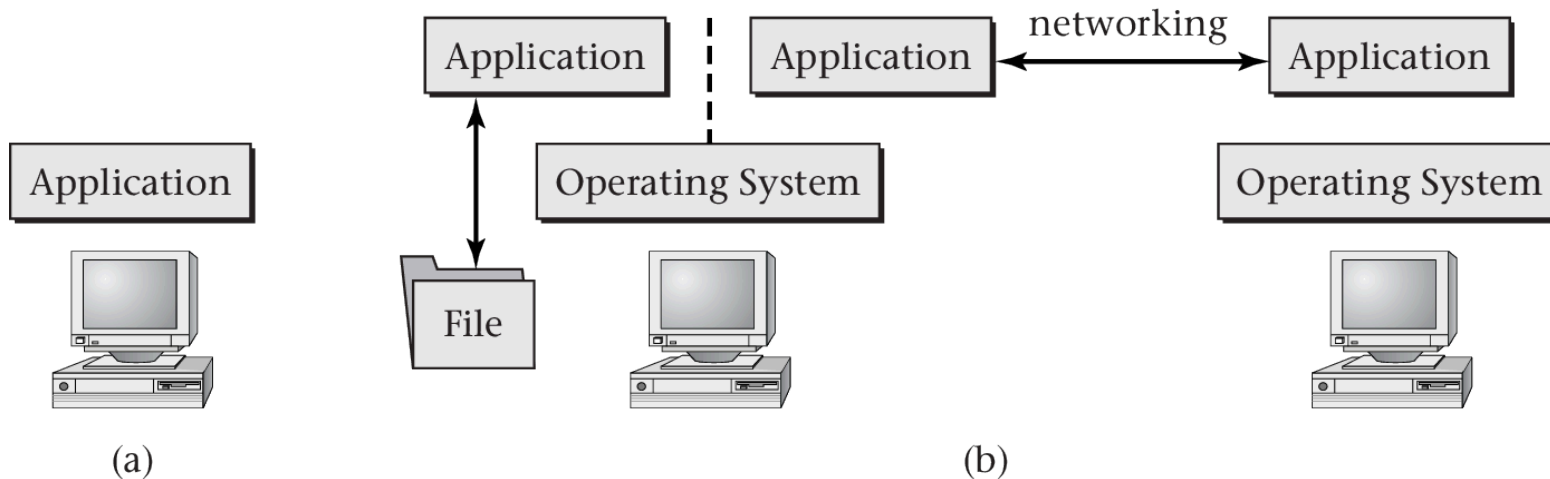 networking
Application
Application
Application
Application
Operating System
Operating System
File
(a)
(b)